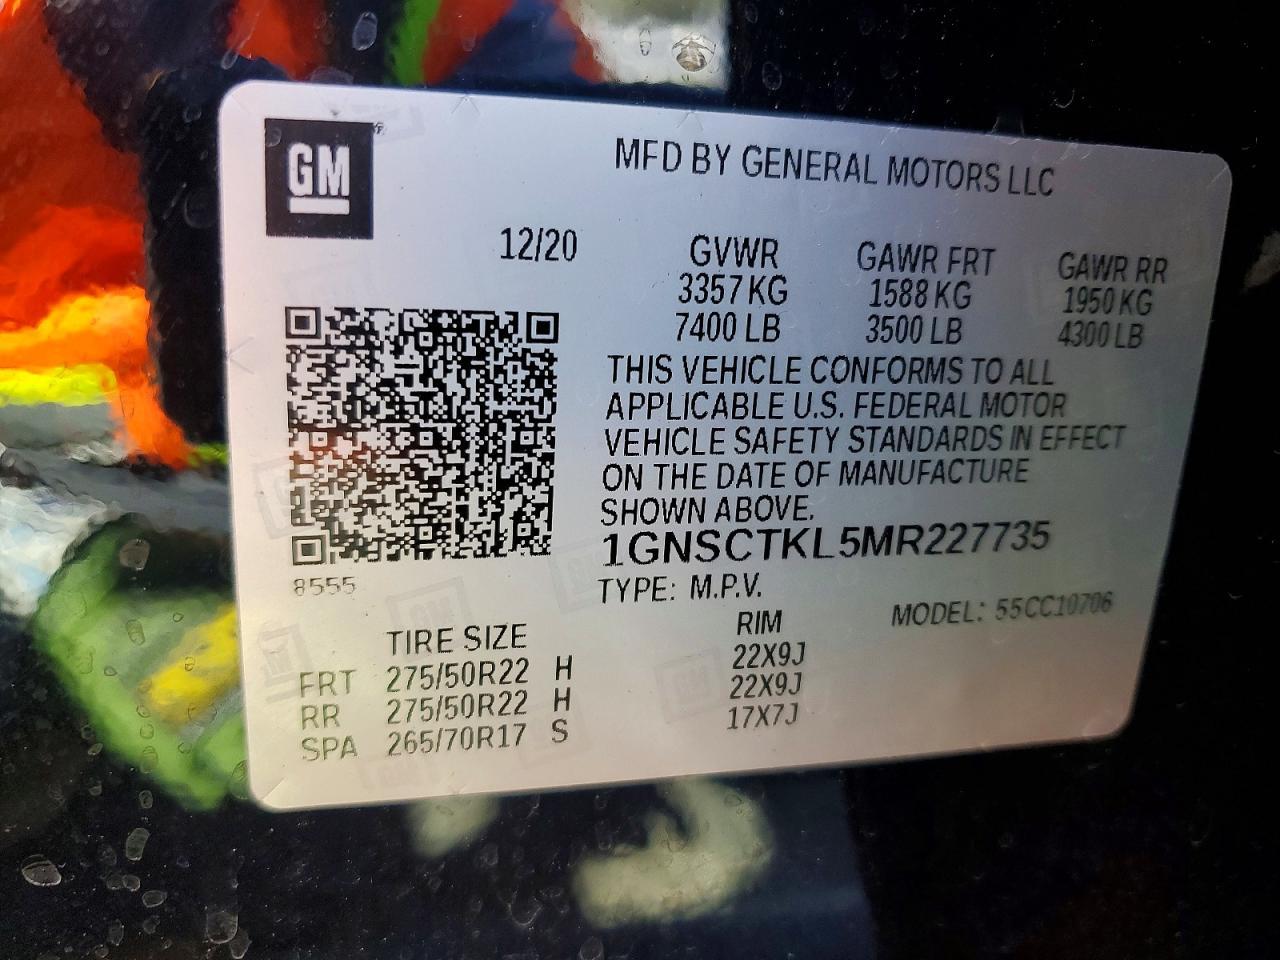 GM
MFD BY GENERAL MOTORS LLC
12/20 GVWR GAWR FRT GAWR RR
3357 KG 1588 KG 1950 KG
7400 LB 3500 LB 4300 LB
THIS VEHICLE CONFORMS TO ALL
APPLICABLE U.S. FEDERAL MOTOR
VEHICLE SAFETY STANDARDS IN EFFECT
ON THE DATE OF MANUFACTURE
SHOWN ABOVE.
1GNSCTKL5MR227735
8555
TYPE: M.P.V. MODEL: 55CC10706
TIRE SIZE RIM
FRT 275/50R22 H 22X9J
RR 275/50R22 H 22X9J
SPA 265/70R17 S 17X7J